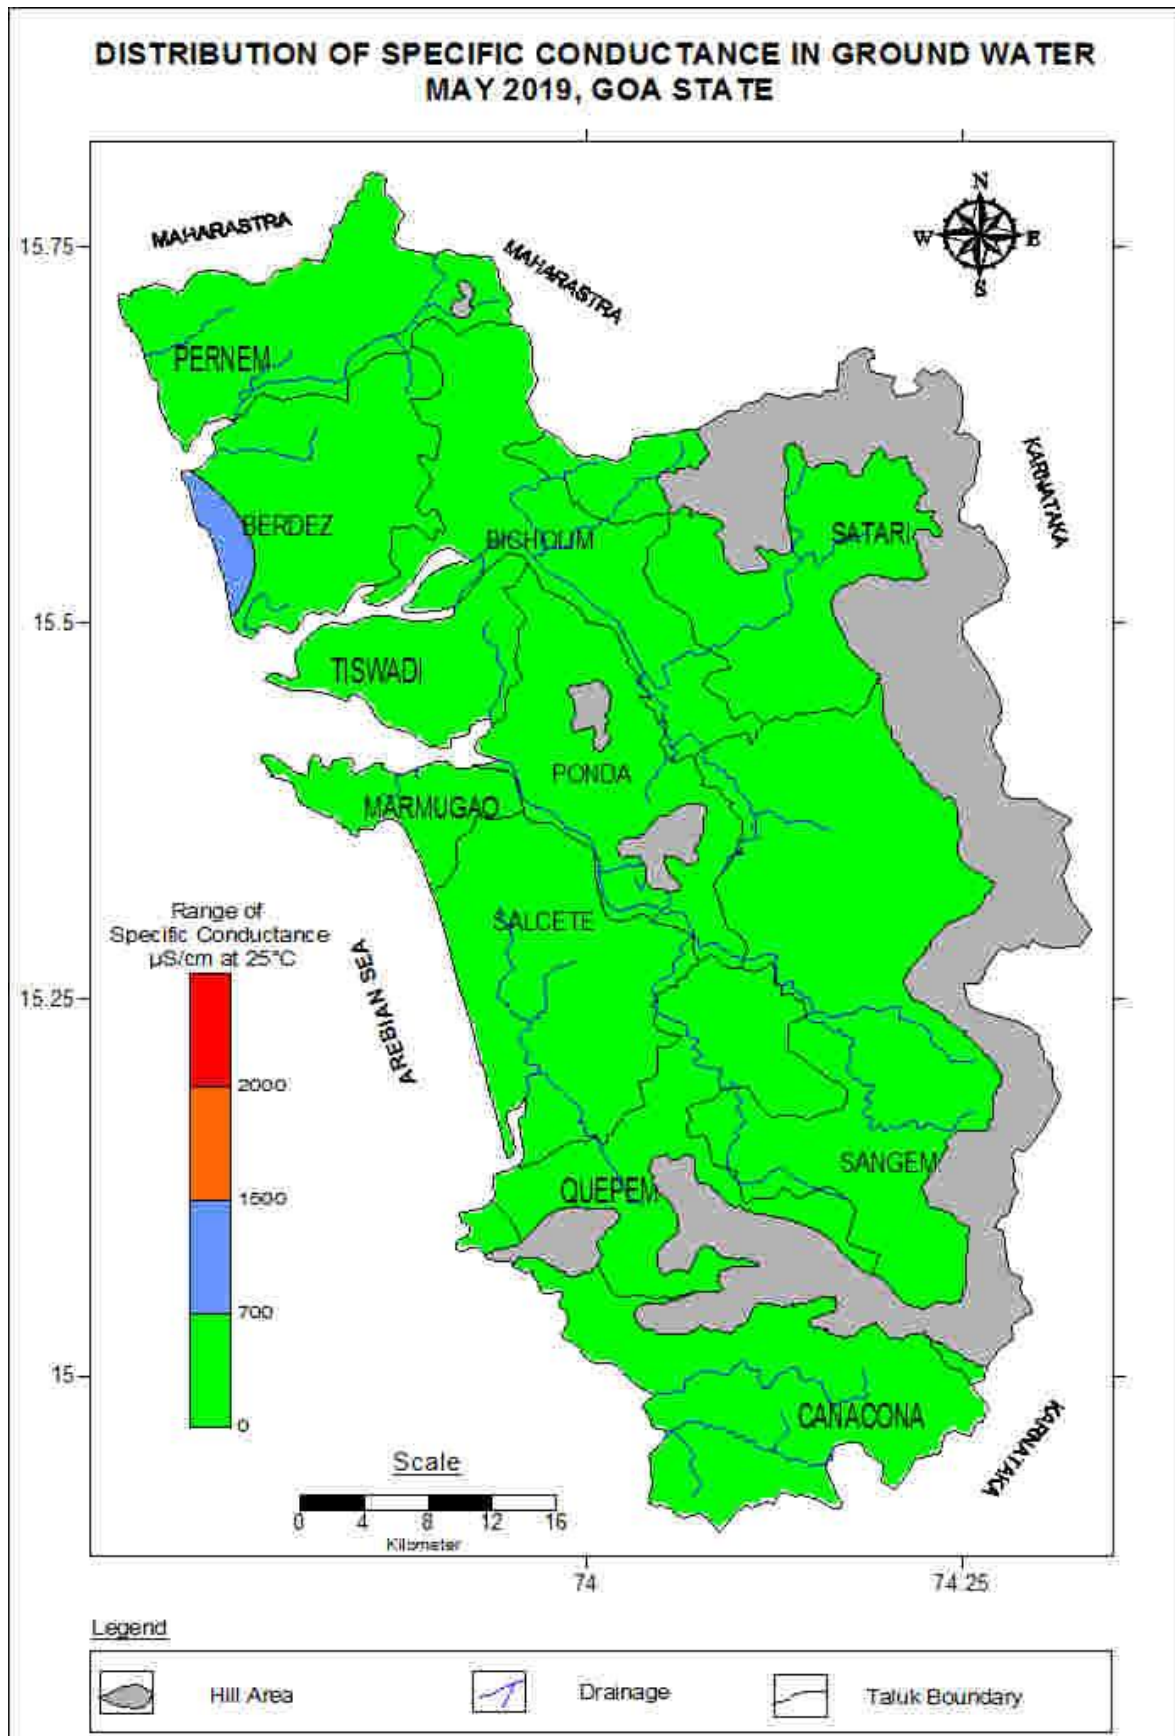 DISTRIBUTION OF SPECIFIC CONDUCTANCE IN GROUND WATER
MAY 2019, GOA STATE
N
W E
S
MAHARASTRA
MAHARASTRA
15.75
PERNEM
KARNATAKA
BERDEZ
BICHOLIM
SATARI
15.5
TISWADI
PONDA
MARMUGAO
SALCETE
Range of
Specific Conductance
µS/cm at 25°C
AREBIAN SEA
15.25
2000
1500
700
0
SANGEM
QUEPEM
15
CANACONA
KARNATAKA
Scale
0 4 8 12 16
Kilometer
74 74.25
Legend
Hill Area
Drainage
Taluk Boundary